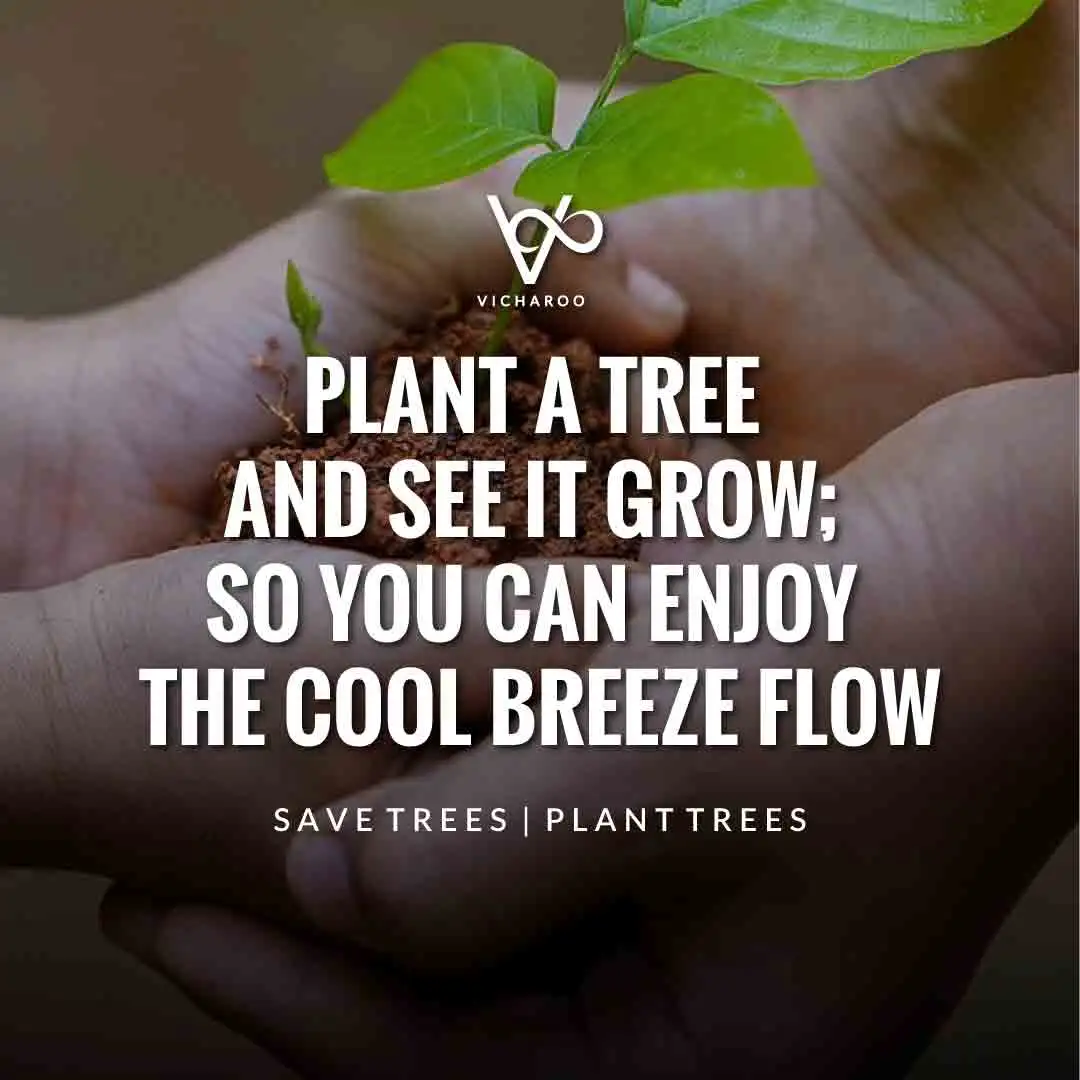 VICHAROO
PLANT A TREE
AND SEE IT GROW;
SO YOU CAN ENJOY
THE COOL BREEZE FLOW
SAVE TREES | PLANT TREES